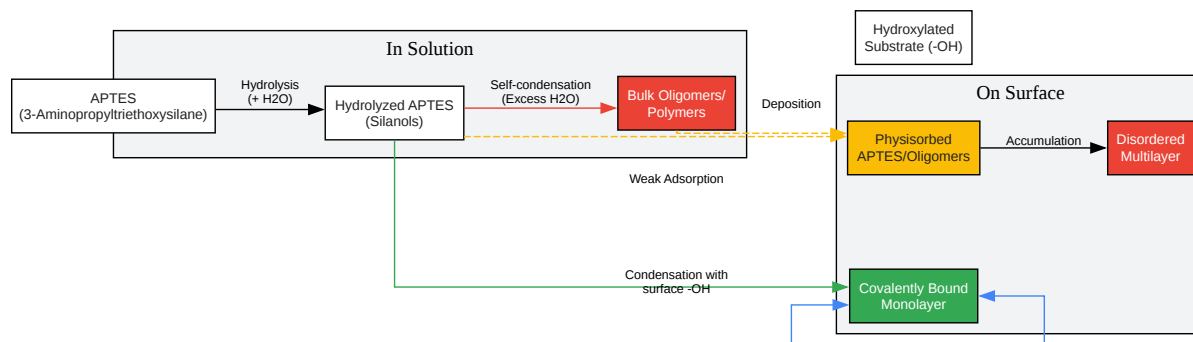 Hydroxylated
Substrate (-OH)
In Solution
APTES
(3-Aminopropyltriethoxysilane)
Hydrolysis
(+ H2O)
Hydrolyzed APTES
(Silanols)
Self-condensation
(Excess H2O)
Bulk Oligomers/
Polymers
Deposition
Weak Adsorption
On Surface
Physisorbed
APTES/Oligomers
Accumulation
Disordered
Multilayer
Condensation with
surface -OH
Covalently Bound
Monolayer